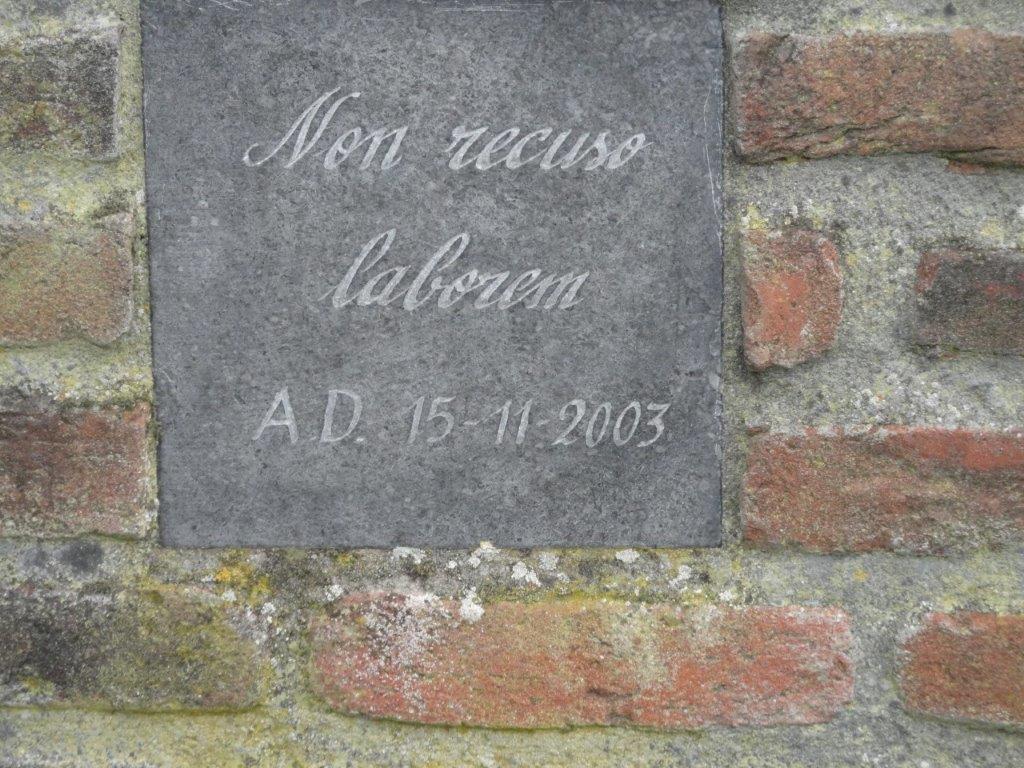 Non recuso
laborem
A.D. 15-11-2003